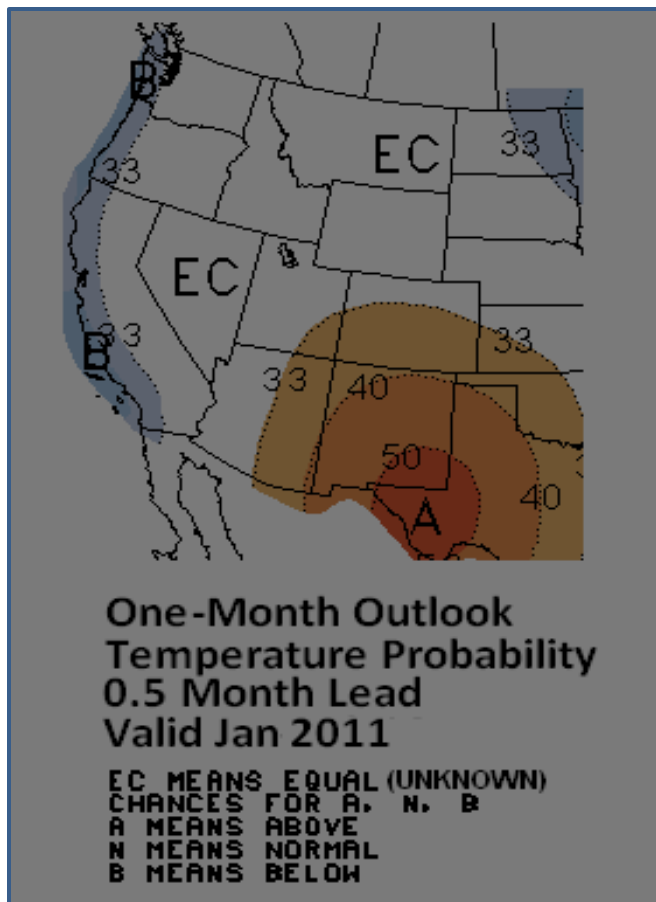 B
33
EC
33
EC
B
33
33
33
40
50
40
A
One-Month Outlook
Temperature Probability
0.5 Month Lead
Valid Jan 2011
EC MEANS EQUAL (UNKNOWN)
CHANCES FOR A, N, B
A MEANS ABOVE
N MEANS NORMAL
B MEANS BELOW